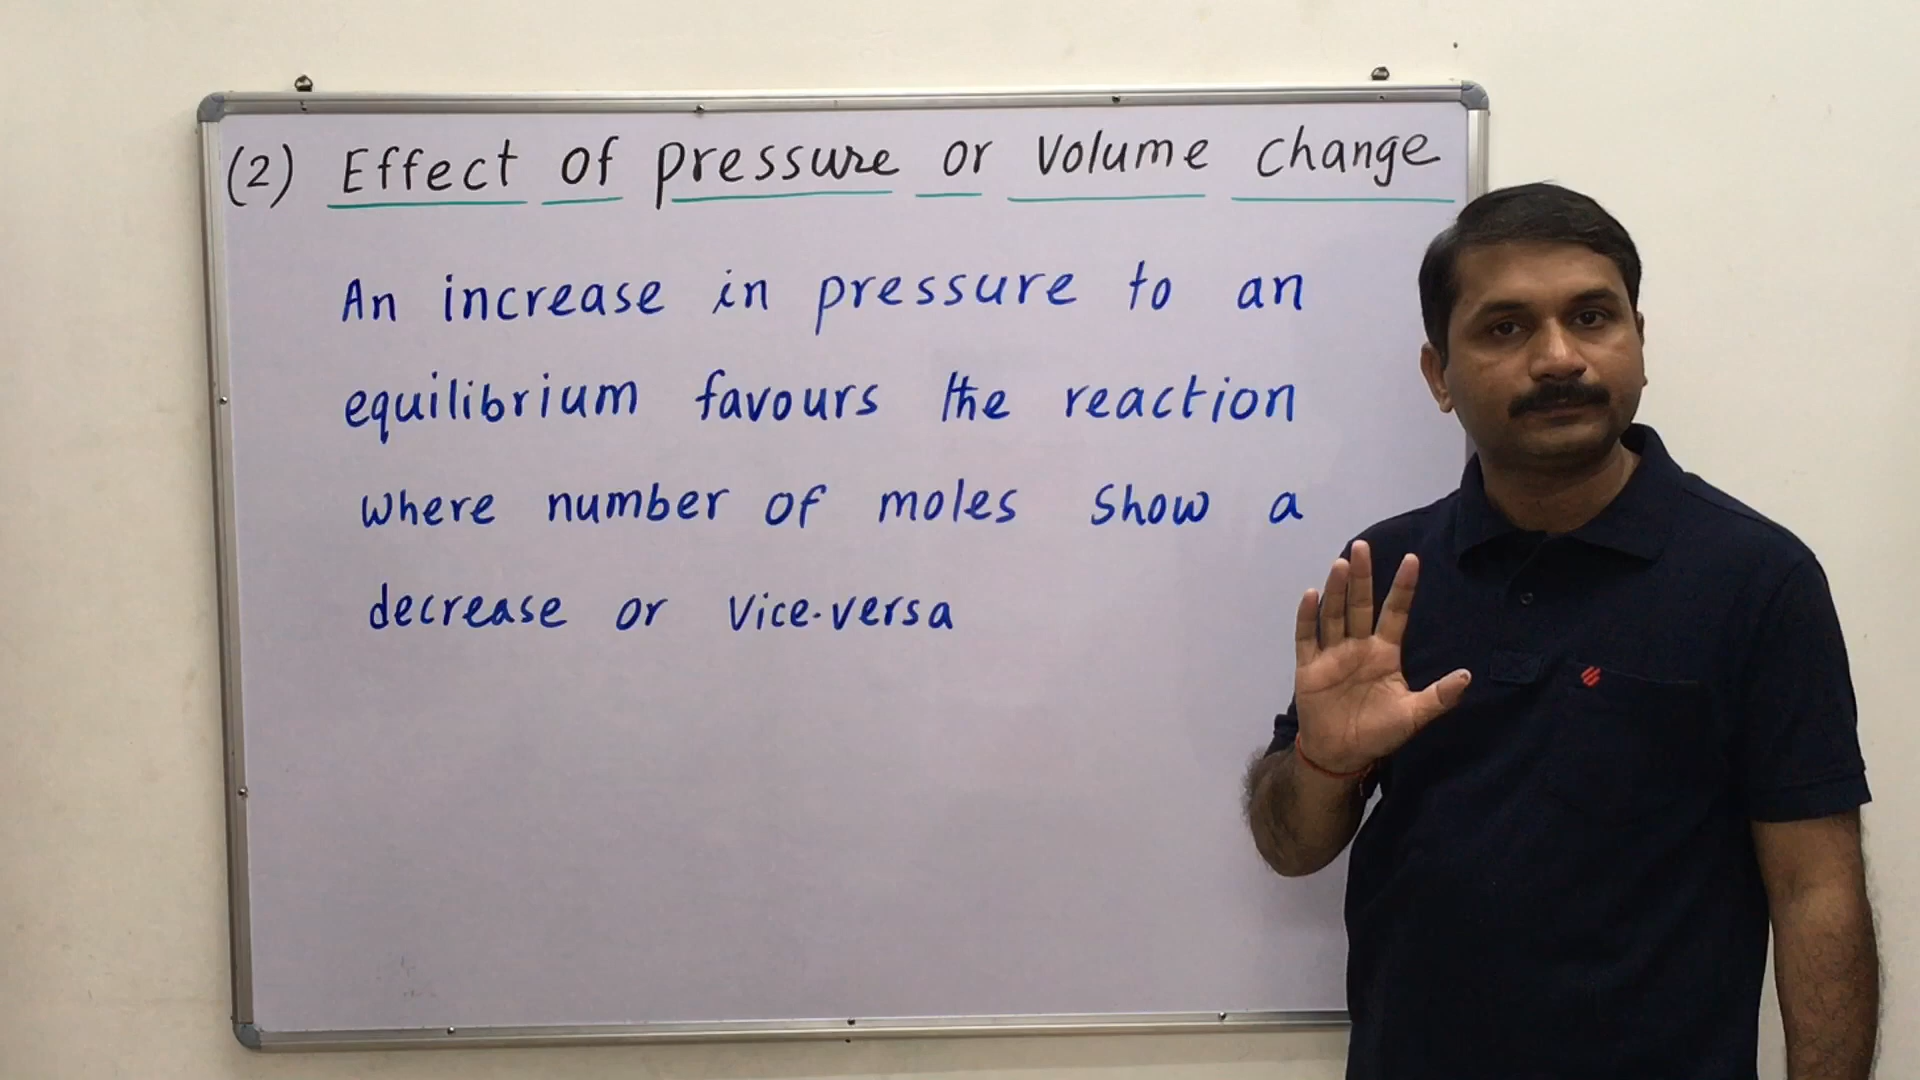 (2) Effect of pressure or Volume change
An increase in pressure to an
equilibrium favours the reaction
where number of moles show a
decrease or vice-versa